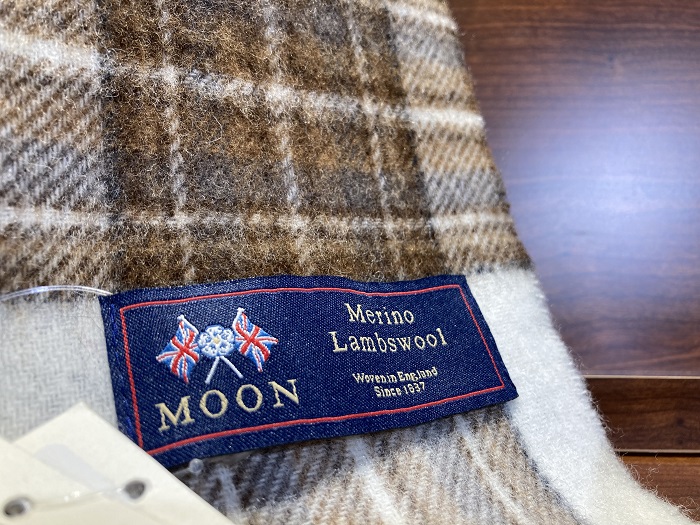 MOON
Merino
Lambswool
Woven in England
Since 1837